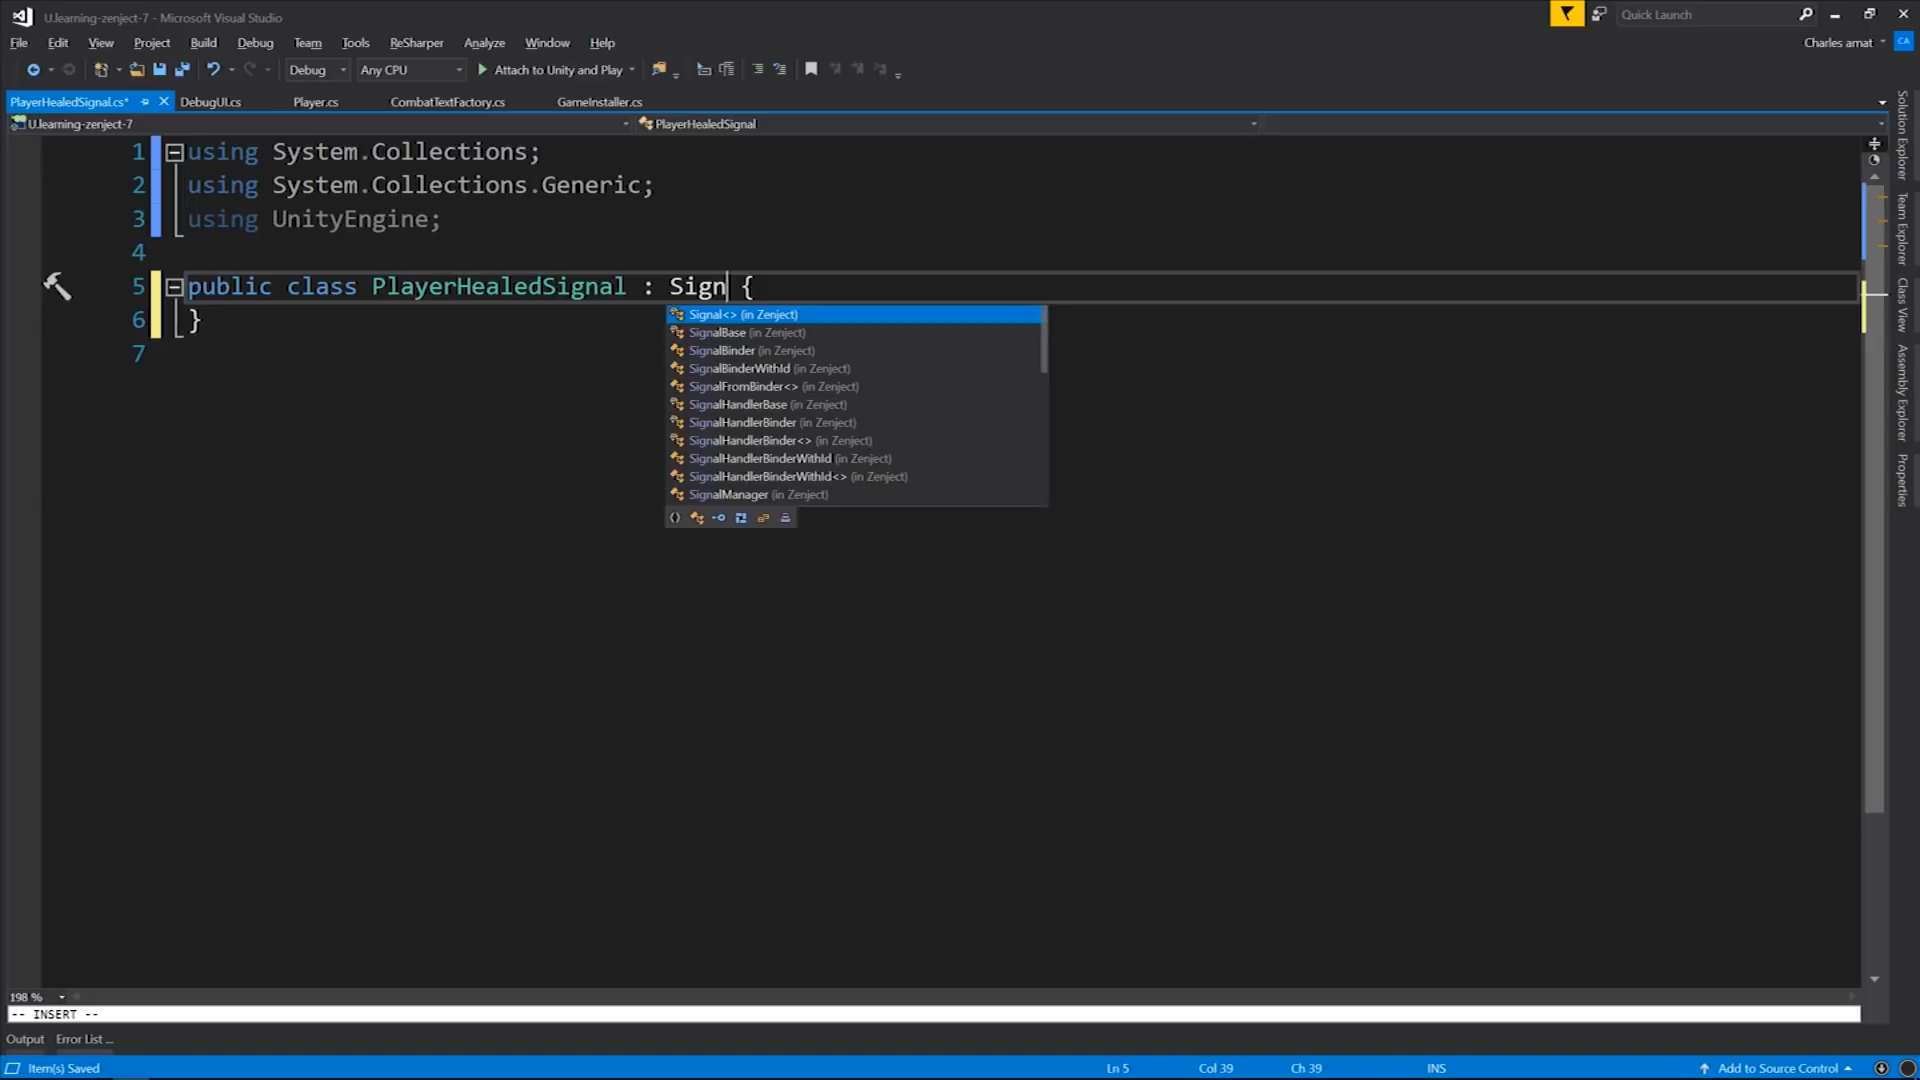 U.learning-zenject-7 - Microsoft Visual Studio
Quick Launch
File Edit View Project Build Debug Team Tools ReSharper Analyze Window Help
Charles amat
CA
Debug Any CPU Attach to Unity and Play
PlayerHealedSignal.cs* DebugUI.cs Player.cs CombatTextFactory.cs GameInstaller.cs
U.learning-zenject-7 PlayerHealedSignal
1 using System.Collections;
2 using System.Collections.Generic;
3 using UnityEngine;
4
5 public class PlayerHealedSignal : Sign {
6 }
7
Signal<> (in Zenject)
SignalBase (in Zenject)
SignalBinder (in Zenject)
SignalBinderWithId (in Zenject)
SignalFromBinder<> (in Zenject)
SignalHandlerBase (in Zenject)
SignalHandlerBinder (in Zenject)
SignalHandlerBinder<> (in Zenject)
SignalHandlerBinderWithId (in Zenject)
SignalHandlerBinderWithId<> (in Zenject)
SignalManager (in Zenject)
Solution Explorer
Team Explorer
Class View
Assembly Explorer
Properties
198 %
-- INSERT --
Output Error List ...
Item(s) Saved Ln 5 Col 39 Ch 39 INS Add to Source Control